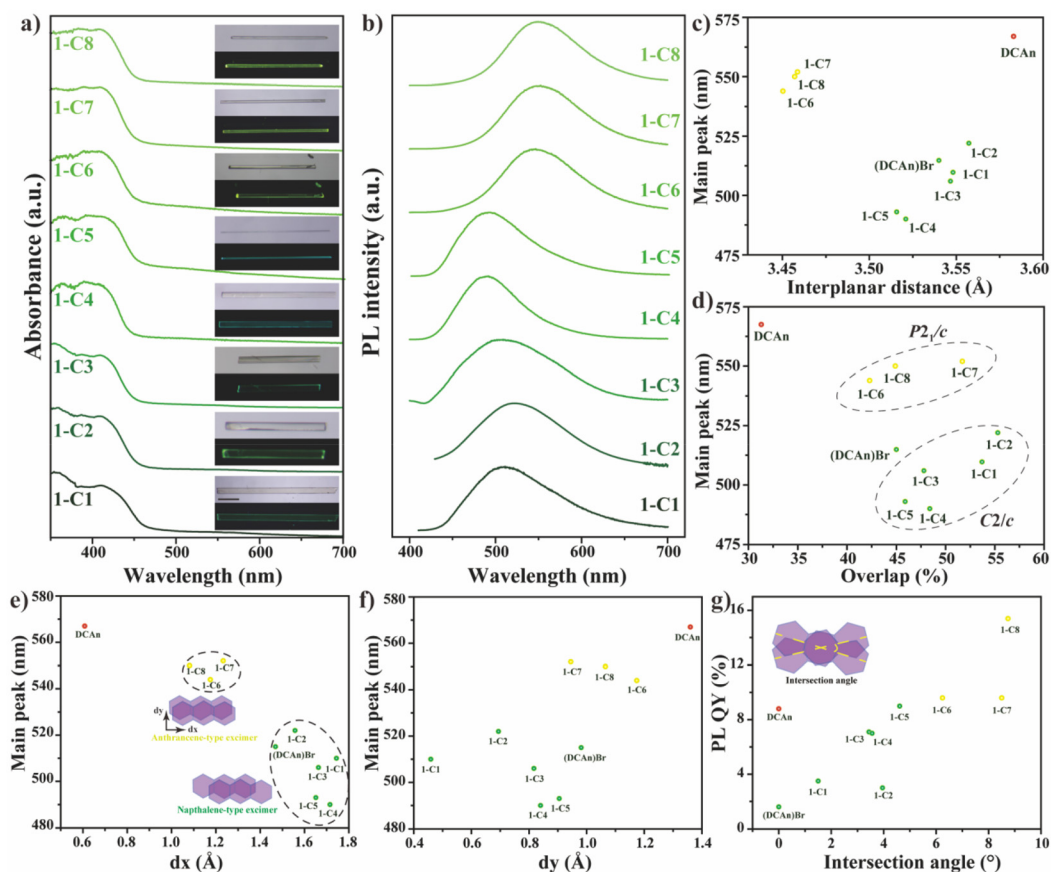 a)
Absorbance (a.u.)
1-C8
1-C7
1-C6
1-C5
1-C4
1-C3
1-C2
1-C1
400 500 600 700
Wavelength (nm)
b)
PL intensity (a.u.)
1-C8
1-C7
1-C6
1-C5
1-C4
1-C3
1-C2
1-C1
400 500 600 700
Wavelength (nm)
c)
Main peak (nm)
575
550
525
500
475
DCAn
1-C7
1-C8
1-C6
1-C2
(DCAn)Br
1-C1
1-C3
1-C5
1-C4
3.45 3.50 3.55 3.60
Interplanar distance (Å)
d)
Main peak (nm)
575
550
525
500
475
DCAn
P2₁/c
1-C8
1-C7
1-C6
1-C2
(DCAn)Br
1-C3
1-C1
1-C5
1-C4
C2/c
30 35 40 45 50 55 60
Overlap (%)
e)
Main peak (nm)
580
560
540
520
500
480
DCAn
1-C8
1-C7
1-C6
dy
dx
Anthrancene-type excimer
1-C2
(DCAn)Br
1-C3
1-C1
Napthalene-type excimer
1-C5
1-C4
0.4 0.6 0.8 1.0 1.2 1.4 1.6 1.8
dx (Å)
f)
Main peak (nm)
580
560
540
520
500
480
DCAn
1-C7
1-C8
1-C6
1-C2
(DCAn)Br
1-C1
1-C3
1-C4
1-C5
0.4 0.6 0.8 1.0 1.2 1.4
dy (Å)
g)
PL QY (%)
16
12
8
4
0
Intersection angle
1-C8
DCAn
1-C5
1-C6
1-C7
1-C3
1-C4
1-C1
1-C2
(DCAn)Br
0 2 4 6 8 10
Intersection angle (°)